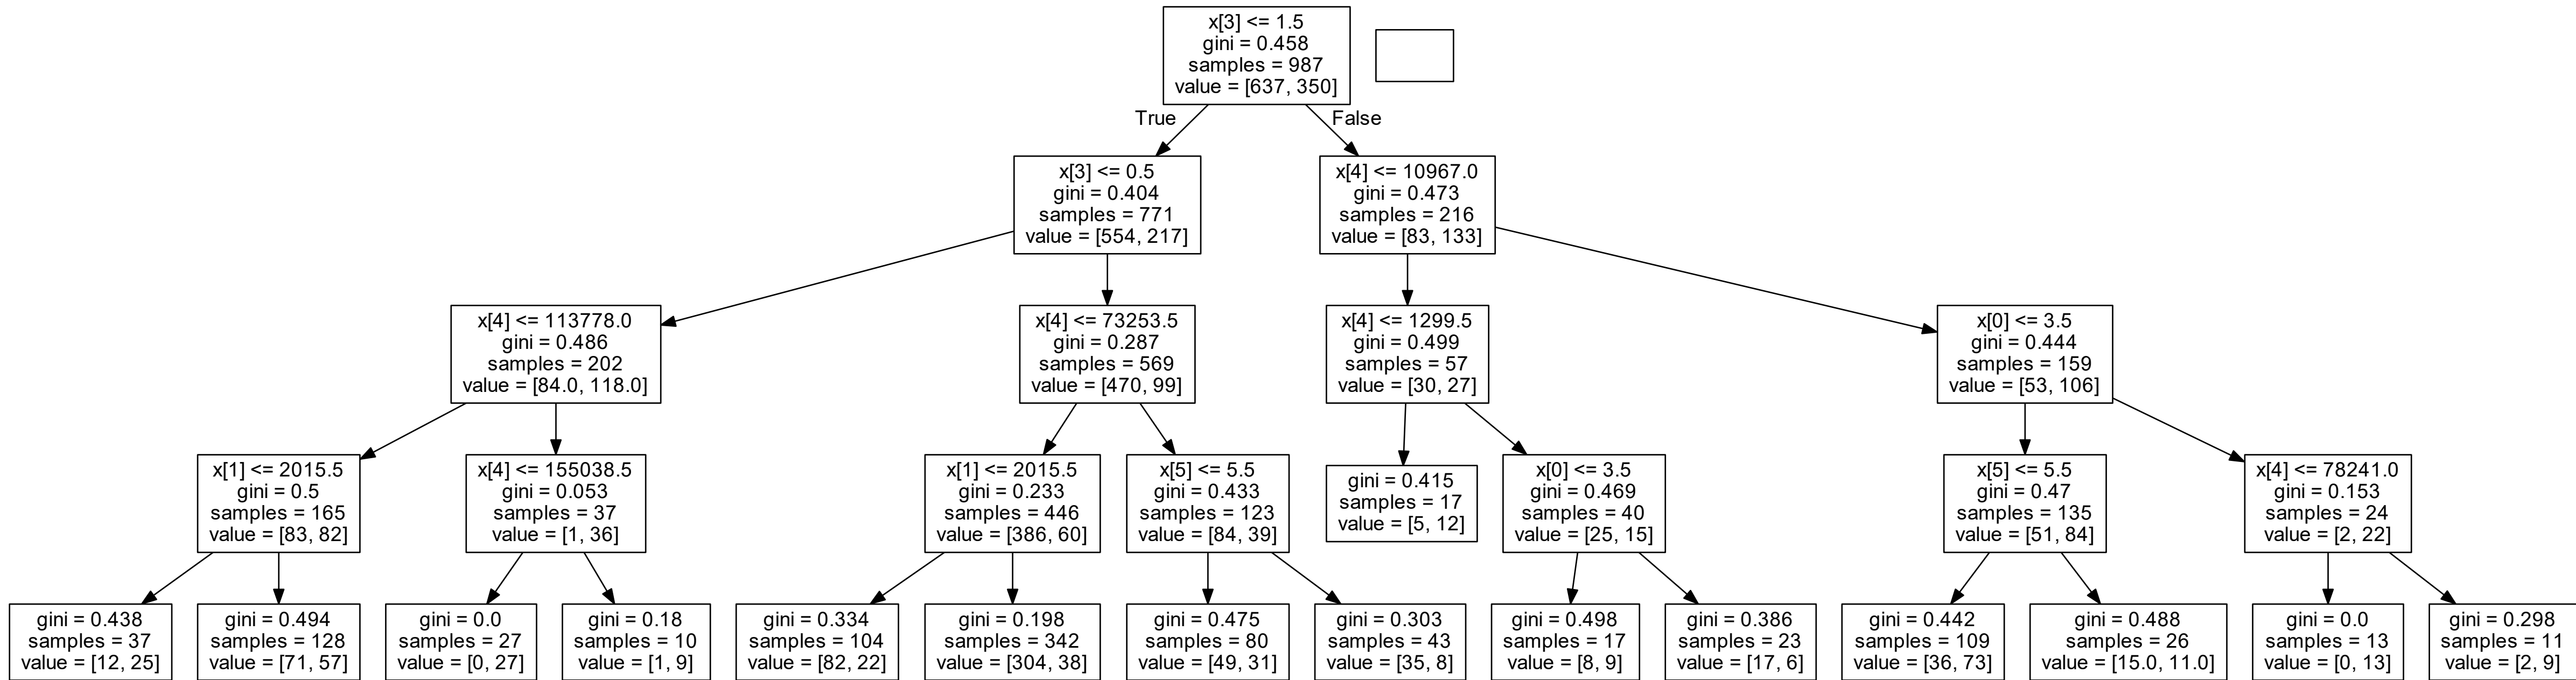 x[3] <= 1.5
gini = 0.458
samples = 987
value = [637, 350]
True
False
x[3] <= 0.5
gini = 0.404
samples = 771
value = [554, 217]
x[4] <= 10967.0
gini = 0.473
samples = 216
value = [83, 133]
x[4] <= 113778.0
gini = 0.486
samples = 202
value = [84.0, 118.0]
x[4] <= 73253.5
gini = 0.287
samples = 569
value = [470, 99]
x[4] <= 1299.5
gini = 0.499
samples = 57
value = [30, 27]
x[0] <= 3.5
gini = 0.444
samples = 159
value = [53, 106]
x[1] <= 2015.5
gini = 0.5
samples = 165
value = [83, 82]
x[4] <= 155038.5
gini = 0.053
samples = 37
value = [1, 36]
x[1] <= 2015.5
gini = 0.233
samples = 446
value = [386, 60]
x[5] <= 5.5
gini = 0.433
samples = 123
value = [84, 39]
gini = 0.415
samples = 17
value = [5, 12]
x[0] <= 3.5
gini = 0.469
samples = 40
value = [25, 15]
x[5] <= 5.5
gini = 0.47
samples = 135
value = [51, 84]
x[4] <= 78241.0
gini = 0.153
samples = 24
value = [2, 22]
gini = 0.438
samples = 37
value = [12, 25]
gini = 0.494
samples = 128
value = [71, 57]
gini = 0.0
samples = 27
value = [0, 27]
gini = 0.18
samples = 10
value = [1, 9]
gini = 0.334
samples = 104
value = [82, 22]
gini = 0.198
samples = 342
value = [304, 38]
gini = 0.475
samples = 80
value = [49, 31]
gini = 0.303
samples = 43
value = [35, 8]
gini = 0.498
samples = 17
value = [8, 9]
gini = 0.386
samples = 23
value = [17, 6]
gini = 0.442
samples = 109
value = [36, 73]
gini = 0.488
samples = 26
value = [15.0, 11.0]
gini = 0.0
samples = 13
value = [0, 13]
gini = 0.298
samples = 11
value = [2, 9]